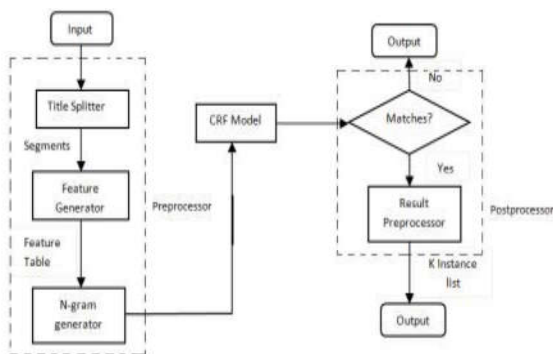 Input
Title Splitter
Segments
Feature
Generator
Preprocessor
Feature
Table
N-gram
generator
CRF Model
Output
No
Matches?
Yes
Result
Preprocessor
Postprocessor
K Instance
list
Output